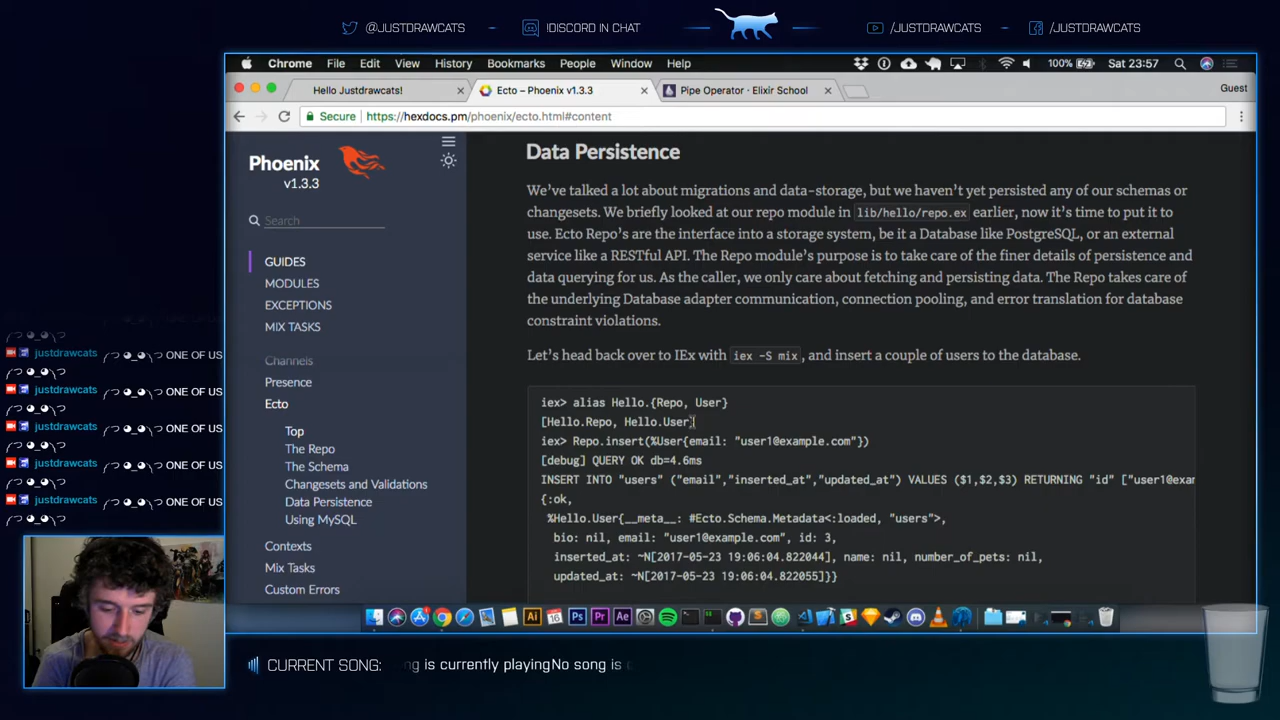 @JUSTDRAWCATS
!DISCORD IN CHAT
/JUSTDRAWCATS
/JUSTDRAWCATS
Chrome File Edit View History Bookmarks People Window Help
100% Sat 23:57
Hello Justdrawcats!
Ecto – Phoenix v1.3.3
Pipe Operator · Elixir School
Guest
Secure https://hexdocs.pm/phoenix/ecto.html#content
Phoenix
v1.3.3
Search
GUIDES
MODULES
EXCEPTIONS
MIX TASKS
Channels
Presence
Ecto
Top
The Repo
The Schema
Changesets and Validations
Data Persistence
Using MySQL
Contexts
Mix Tasks
Custom Errors
Data Persistence
We’ve talked a lot about migrations and data-storage, but we haven’t yet persisted any of our schemas or
changesets. We briefly looked at our repo module in lib/hello/repo.ex earlier, now it’s time to put it to
use. Ecto Repo’s are the interface into a storage system, be it a Database like PostgreSQL, or an external
service like a RESTful API. The Repo module’s purpose is to take care of the finer details of persistence and
data querying for us. As the caller, we only care about fetching and persisting data. The Repo takes care of
the underlying Database adapter communication, connection pooling, and error translation for database
constraint violations.
Let’s head back over to IEx with iex -S mix, and insert a couple of users to the database.
iex> alias Hello.{Repo, User}
[Hello.Repo, Hello.User]
iex> Repo.insert(%User{email: "user1@example.com"})
[debug] QUERY OK db=4.6ms
INSERT INTO "users" ("email","inserted_at","updated_at") VALUES ($1,$2,$3) RETURNING "id" ["user1@exam
{:ok,
%Hello.User{__meta__: #Ecto.Schema.Metadata<:loaded, "users">,
bio: nil, email: "user1@example.com", id: 3,
inserted_at: ~N[2017-05-23 19:06:04.822044], name: nil, number_of_pets: nil,
updated_at: ~N[2017-05-23 19:06:04.822055]}}
justdrawcats ONE OF US
justdrawcats ONE OF US
justdrawcats ONE OF US
justdrawcats ONE OF US
justdrawcats ONE OF US
CURRENT SONG:
g is currently playingNo song is